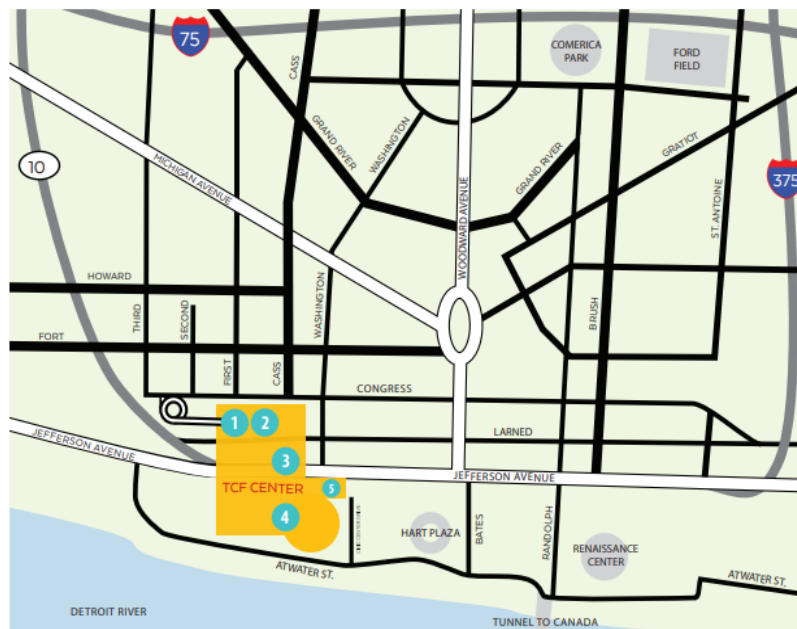 75
CASS
COMERICA
PARK
FORD
FIELD
GRAND RIVER
WASHINGTON
GRATIOT
MICHIGAN AVENUE
GRAND RIVER
10
375
WOODWARD AVENUE
ST. ANTOINE
HOWARD
THIRD
SECOND
WASHINGTON
BRUSH
FORT
FIRST
CASS
CONGRESS
1
2
LARNED
JEFFERSON AVENUE
3
JEFFERSON AVENUE
TCF CENTER
5
4
HART PLAZA
BATES
RANDOLPH
RENAISSANCE
CENTER
ATWATER ST.
ATWATER ST.
DETROIT RIVER
TUNNEL TO CANADA